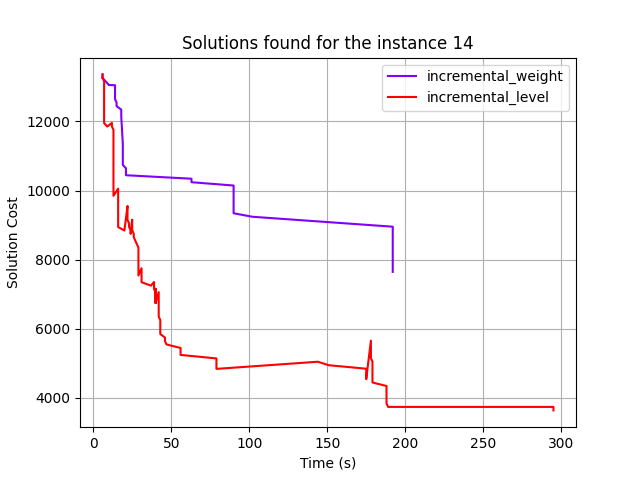 Solutions found for the instance 14
incremental_weight
incremental_level
12000
10000
8000
6000
4000
Solution Cost
0
50
100
150
200
250
300
Time (s)